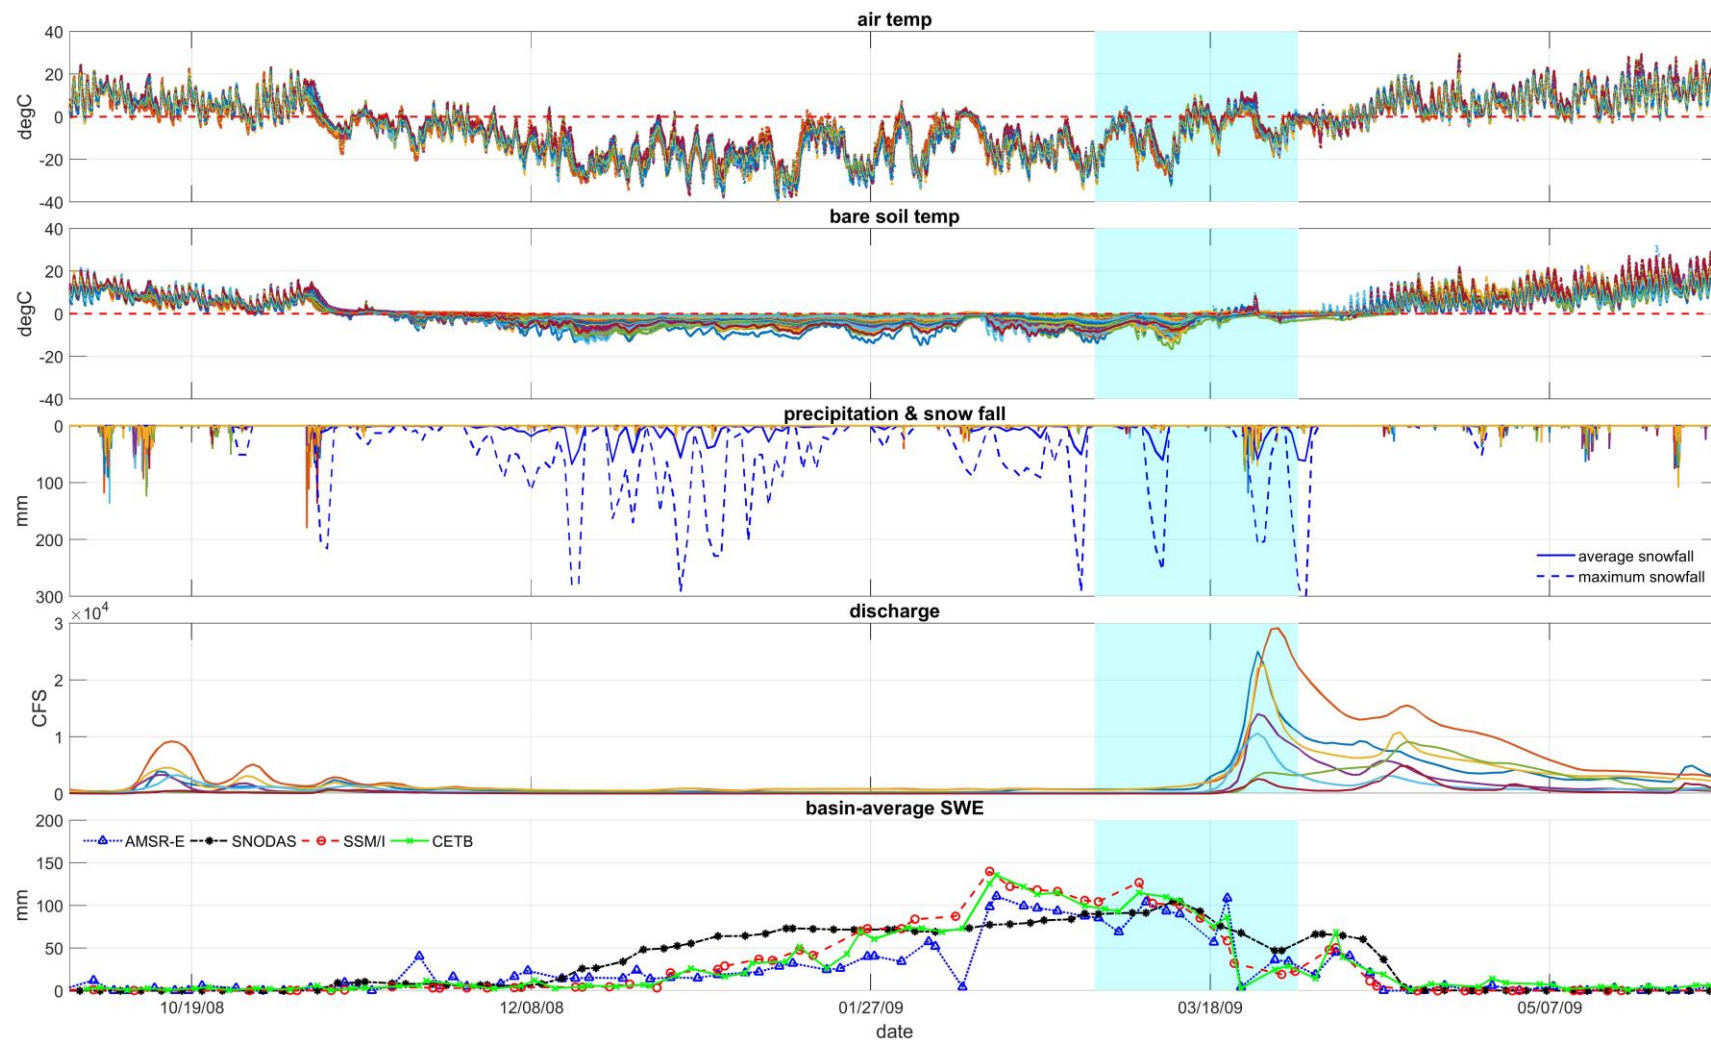 air temp
40
20
0
-20
-40
degC
bare soil temp
40
20
0
-20
-40
degC
precipitation & snow fall
0
100
200
300
mm
average snowfall
maximum snowfall
×10⁴
discharge
3
2
1
0
CFS
basin-average SWE
200
150
100
50
0
mm
AMSR-E SNODAS SSM/I CETB
10/19/08 12/08/08 01/27/09 03/18/09 05/07/09
date